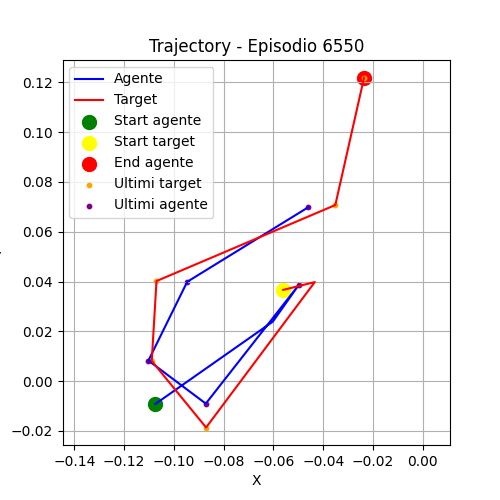 Trajectory - Episodio 6550
Agente
Target
Start agente
Start target
End agente
Ultimi target
Ultimi agente
0.12
0.10
0.08
0.06
0.04
0.02
0.00
−0.02
−0.14 −0.12 −0.10 −0.08 −0.06 −0.04 −0.02 0.00
X